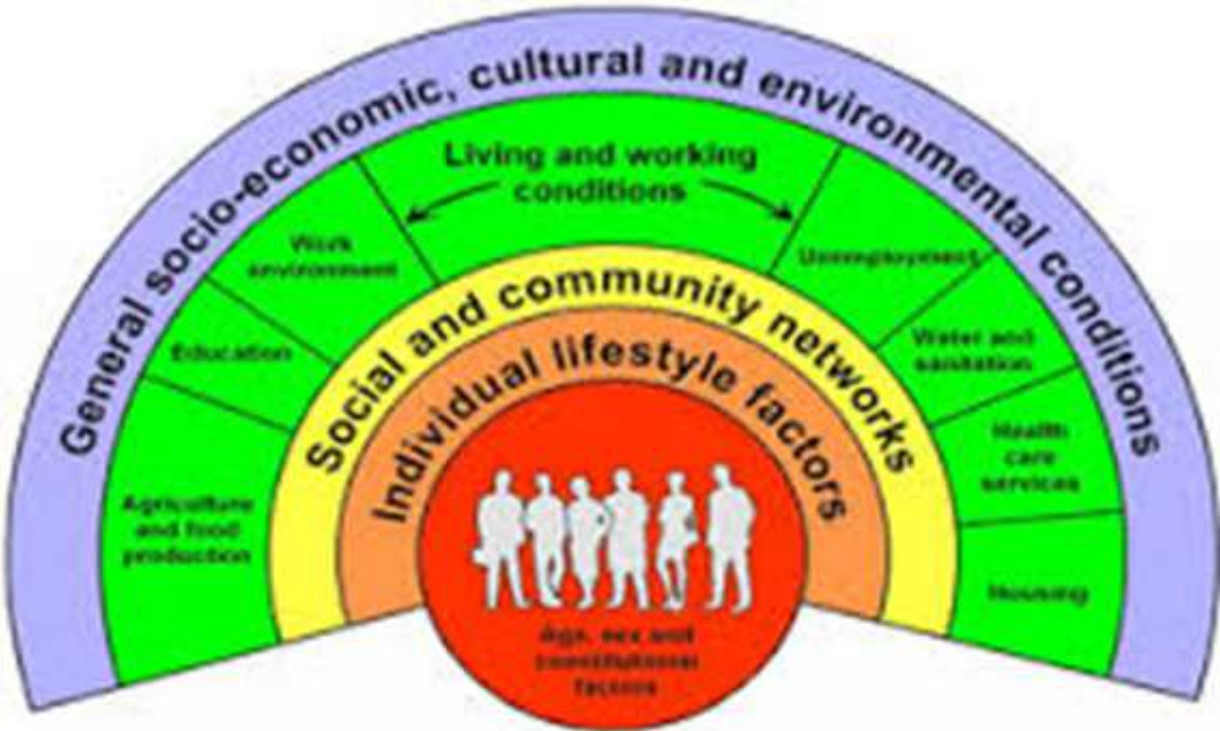 General socio-economic, cultural and environmental conditions
Living and working
conditions
Work
environment
Unemployment
Education
Water and
sanitation
Agriculture
and food
production
Health
care
services
Housing
Social and community networks
Individual lifestyle factors
Age, sex and
constitutional
factors